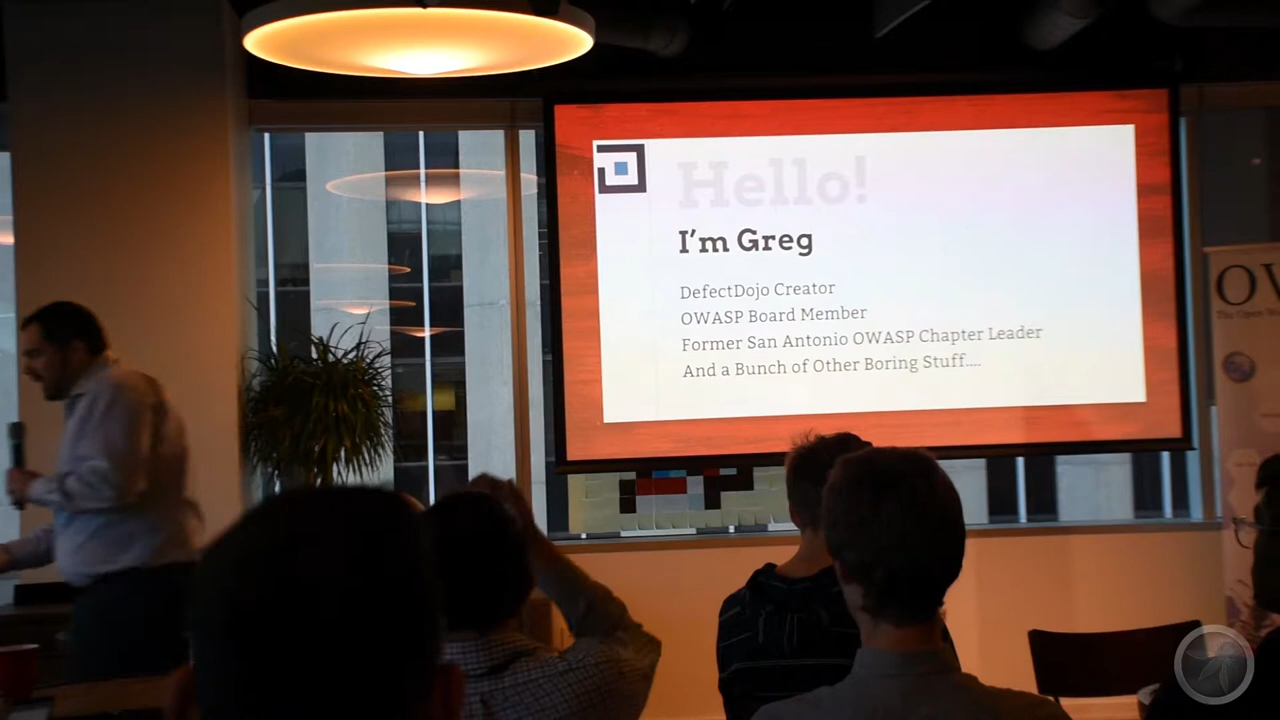 Hello!
I'm Greg
DefectDojo Creator
OWASP Board Member
Former San Antonio OWASP Chapter Leader
And a Bunch of Other Boring Stuff....